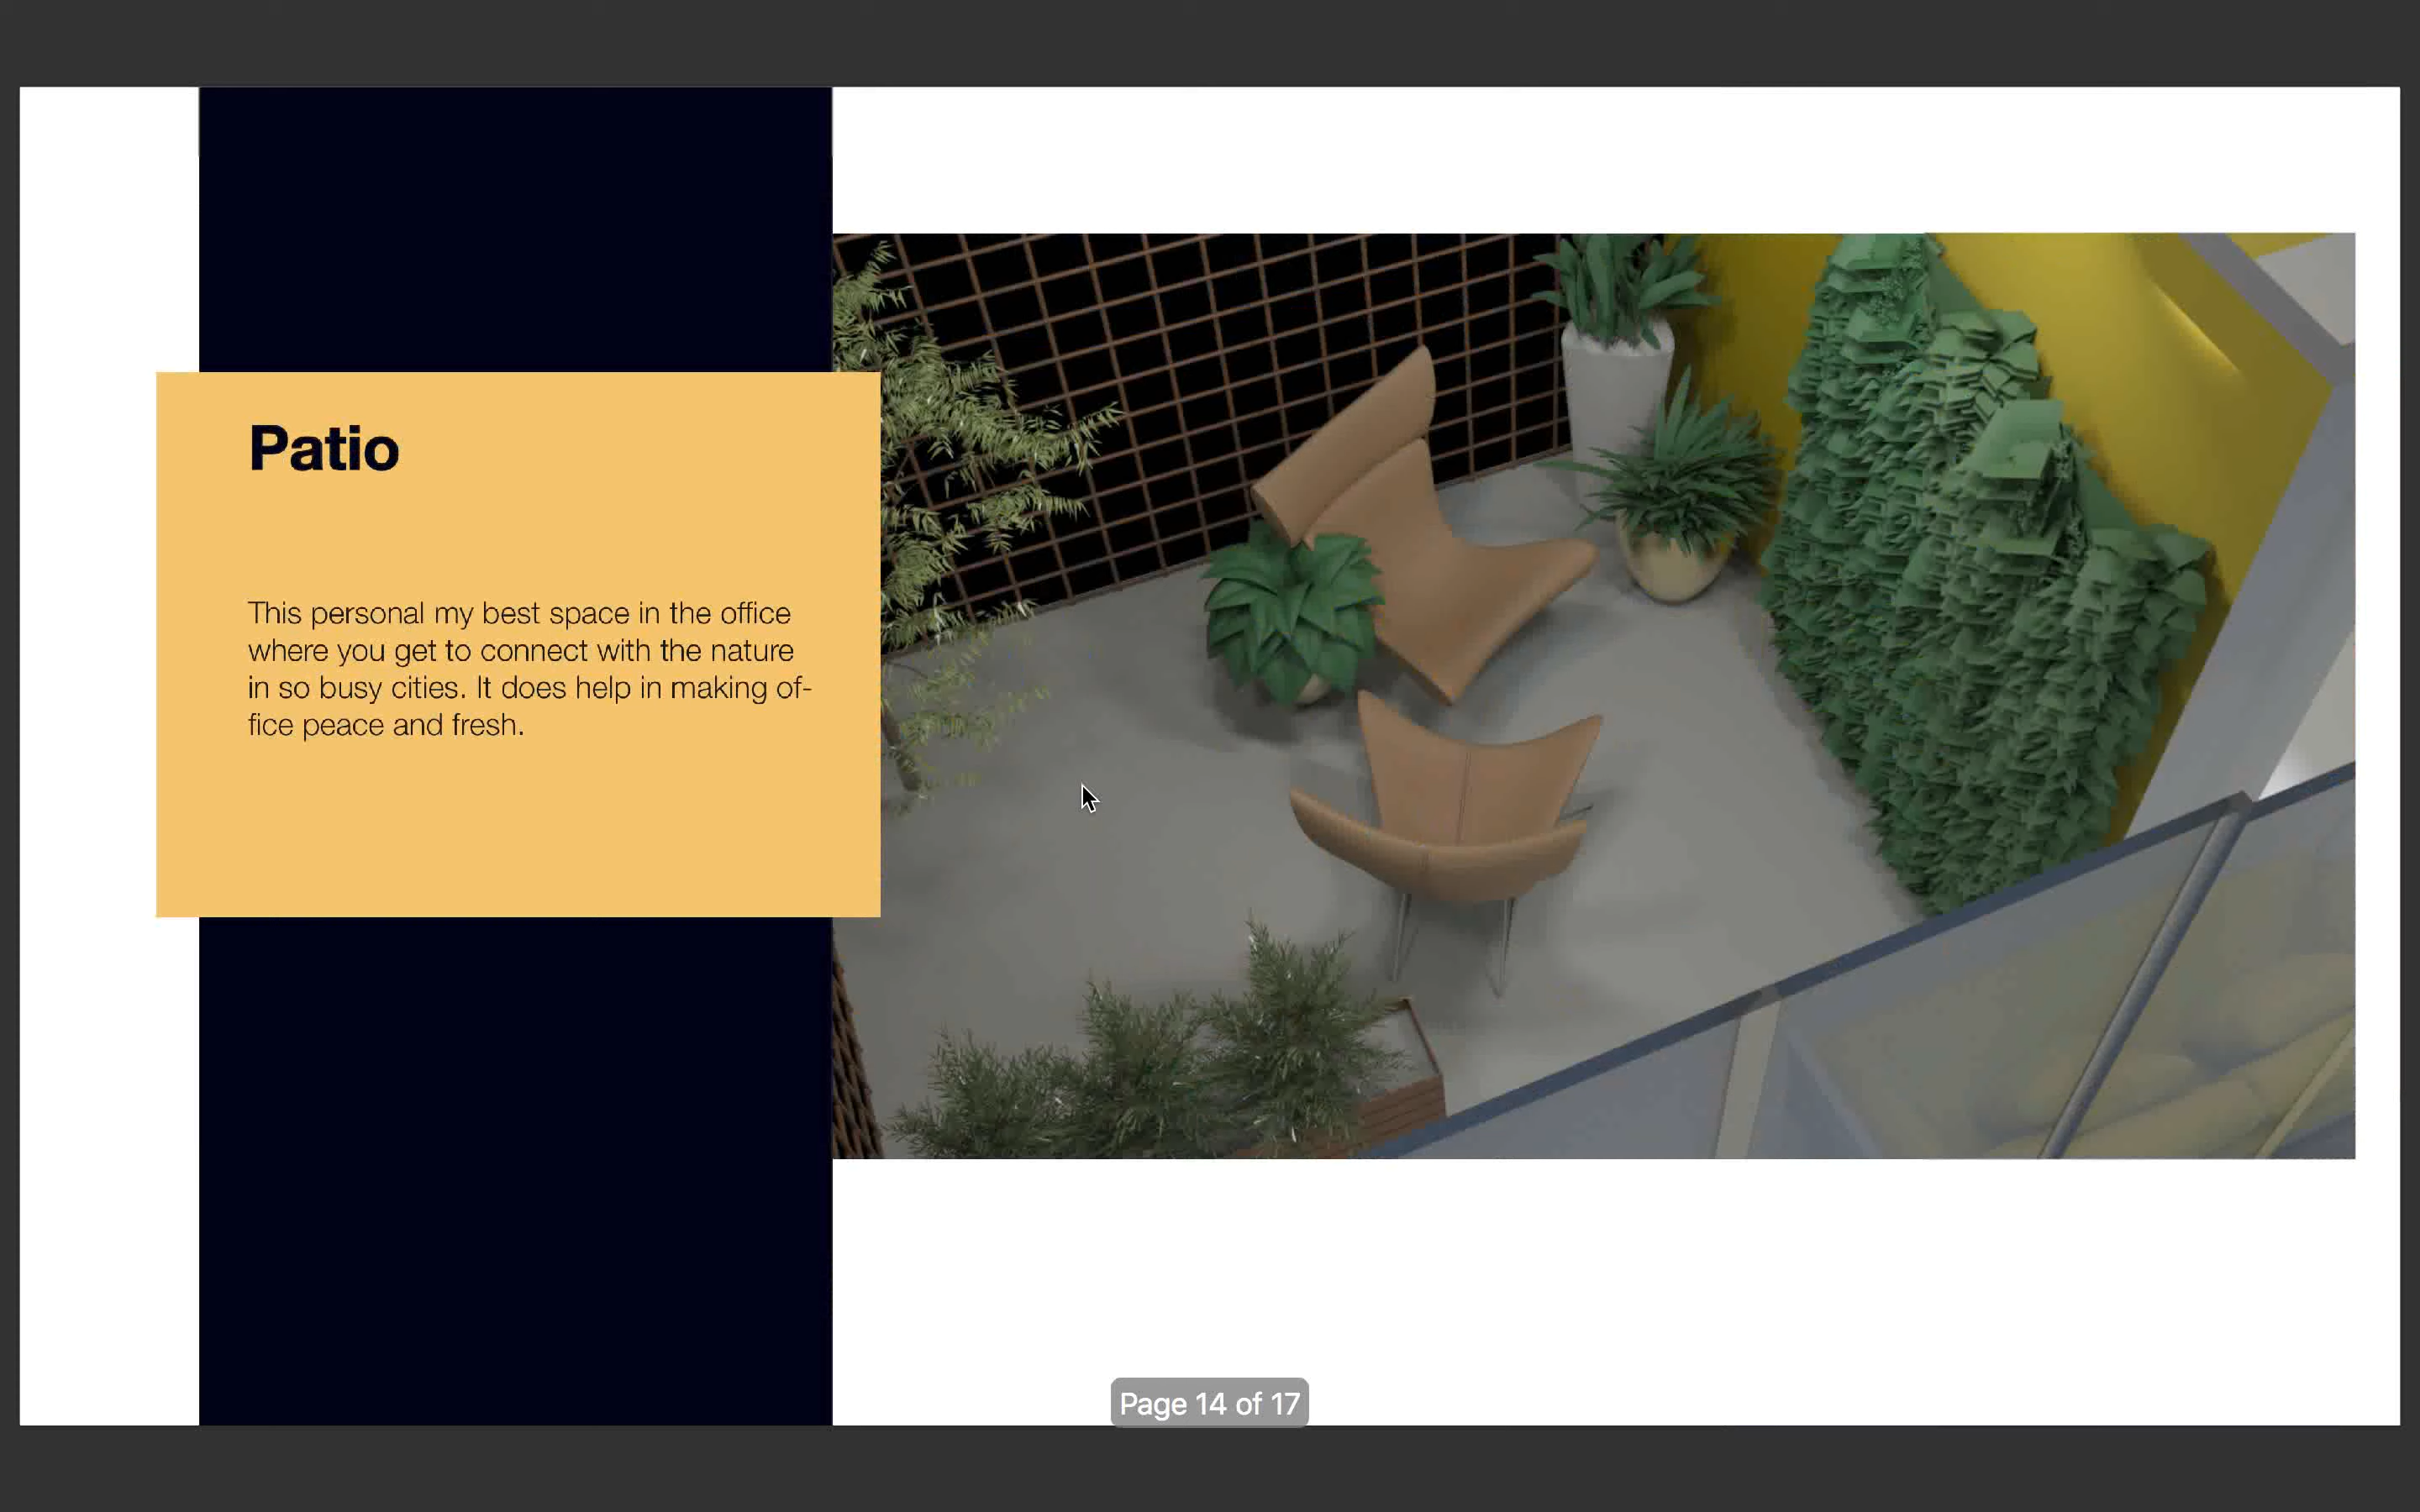 Patio
This personal my best space in the office
where you get to connect with the nature
in so busy cities. It does help in making of-
fice peace and fresh.
Page 14 of 17